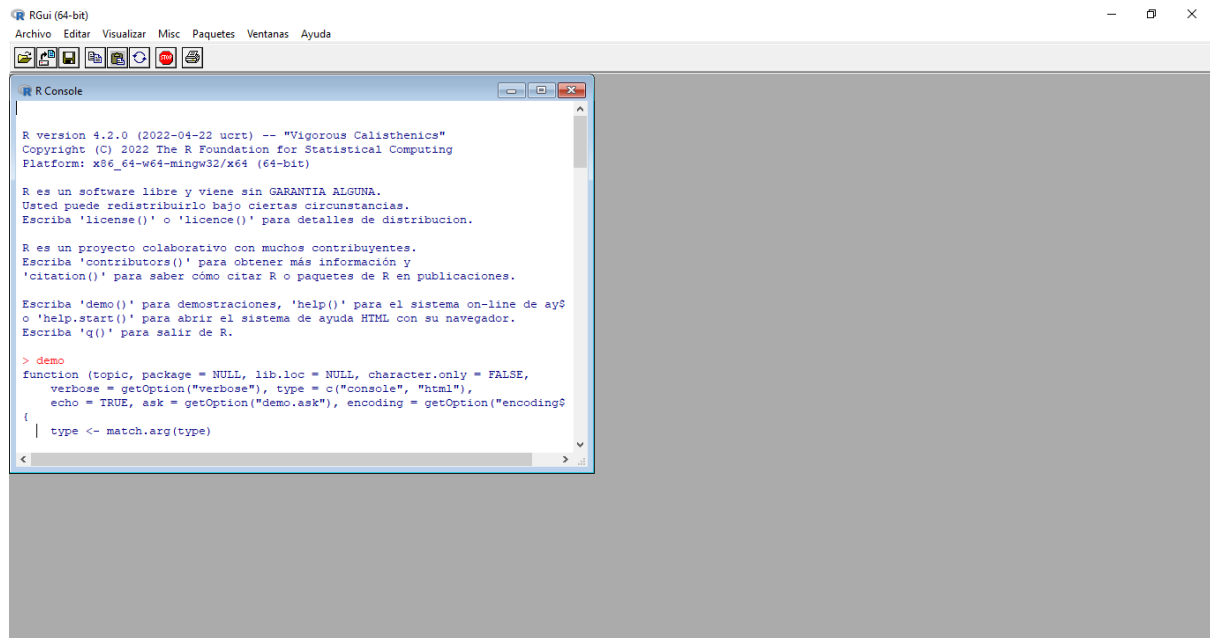 RGui (64-bit)
Archivo Editar Visualizar Misc Paquetes Ventanas Ayuda
STOP
R Console
R version 4.2.0 (2022-04-22 ucrt) -- "Vigorous Calisthenics"
Copyright (C) 2022 The R Foundation for Statistical Computing
Platform: x86_64-w64-mingw32/x64 (64-bit)
R es un software libre y viene sin GARANTIA ALGUNA.
Usted puede redistribuirlo bajo ciertas circunstancias.
Escriba 'license()' o 'licence()' para detalles de distribucion.
R es un proyecto colaborativo con muchos contribuyentes.
Escriba 'contributors()' para obtener más información y
'citation()' para saber cómo citar R o paquetes de R en publicaciones.
Escriba 'demo()' para demostraciones, 'help()' para el sistema on-line de ay$
o 'help.start()' para abrir el sistema de ayuda HTML con su navegador.
Escriba 'q()' para salir de R.
> demo
function (topic, package = NULL, lib.loc = NULL, character.only = FALSE,
    verbose = getOption("verbose"), type = c("console", "html"),
    echo = TRUE, ask = getOption("demo.ask"), encoding = getOption("encoding$
{
    type <- match.arg(type)